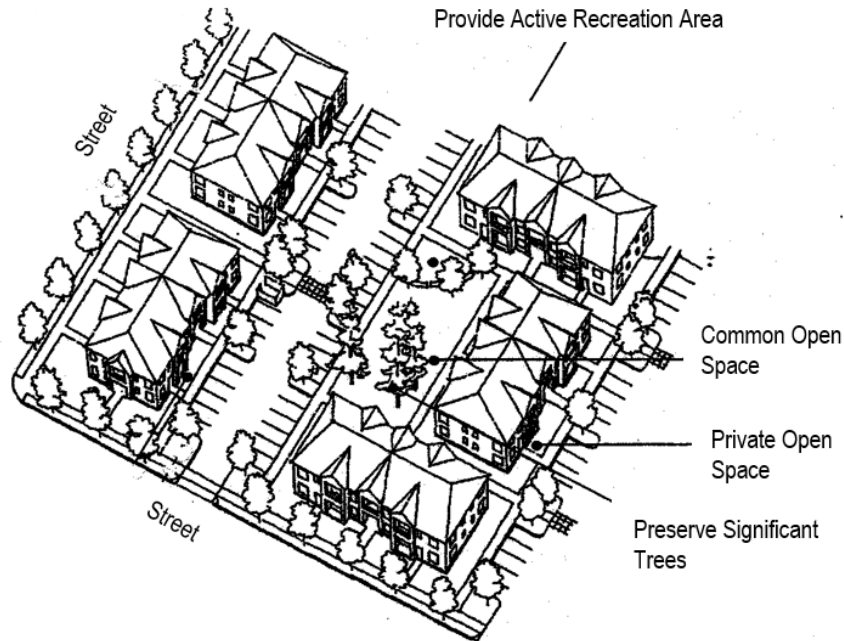 Provide Active Recreation Area
Street
Common Open
Space
Private Open
Space
Street
Preserve Significant
Trees